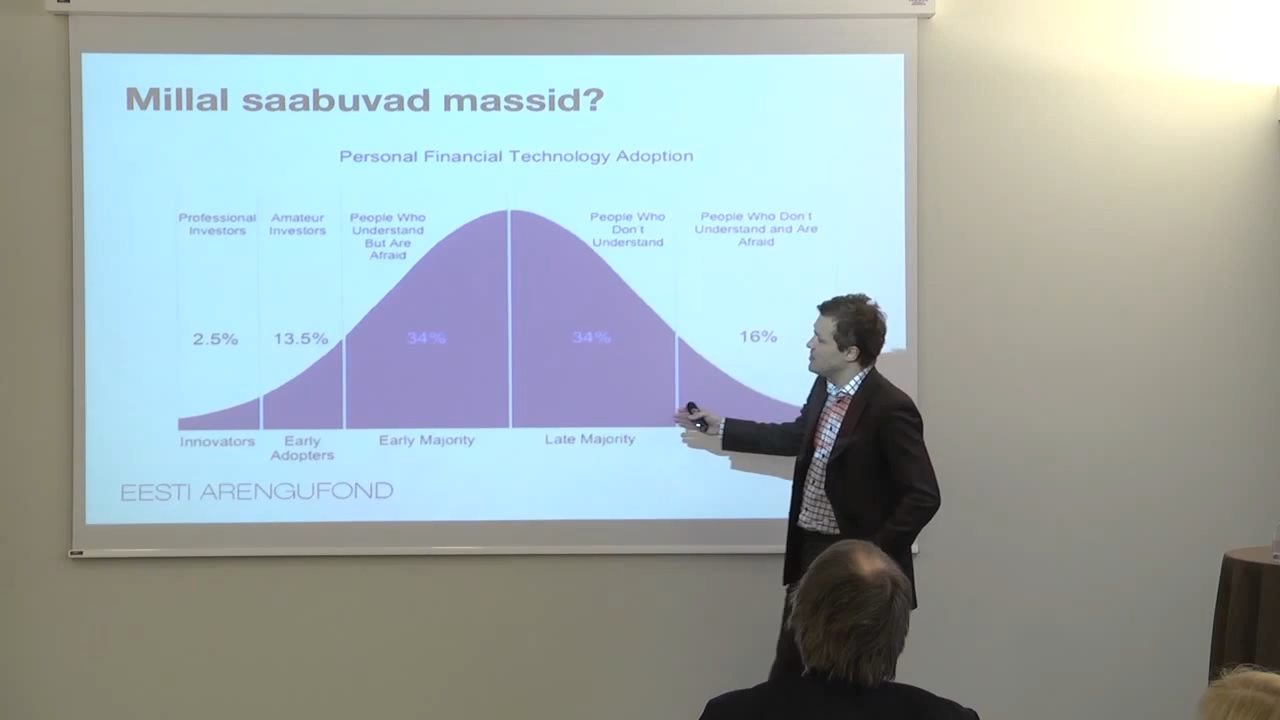 Millal saabuvad massid?
Personal Financial Technology Adoption
Professional
Investors
Amateur
Investors
People Who
Understand
But Are
Afraid
People Who
Don't
Understand
People Who Don't
Understand and Are
Afraid
2.5%
13.5%
34%
34%
16%
Innovators
Early
Adopters
Early Majority
Late Majority
EESTI ARENGUFOND